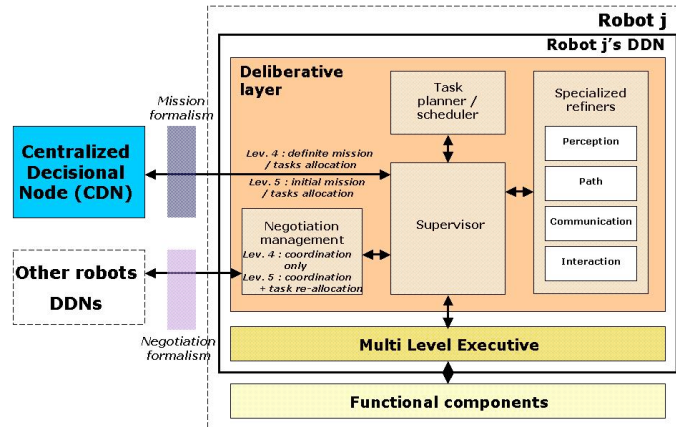 Robot j
Robot j's DDN
Deliberative
layer
Task
planner /
scheduler
Specialized
refiners
Perception
Path
Communication
Interaction
Mission
formalism
Centralized
Decisional
Node (CDN)
Lev. 4 : definite mission
/ tasks allocation
Lev. 5 : initial mission
/ tasks allocation
Supervisor
Negotiation
management
Lev. 4 : coordination
only
Lev. 5 : coordination
+ task re-allocation
Other robots
DDNs
Negotiation
formalism
Multi Level Executive
Functional components